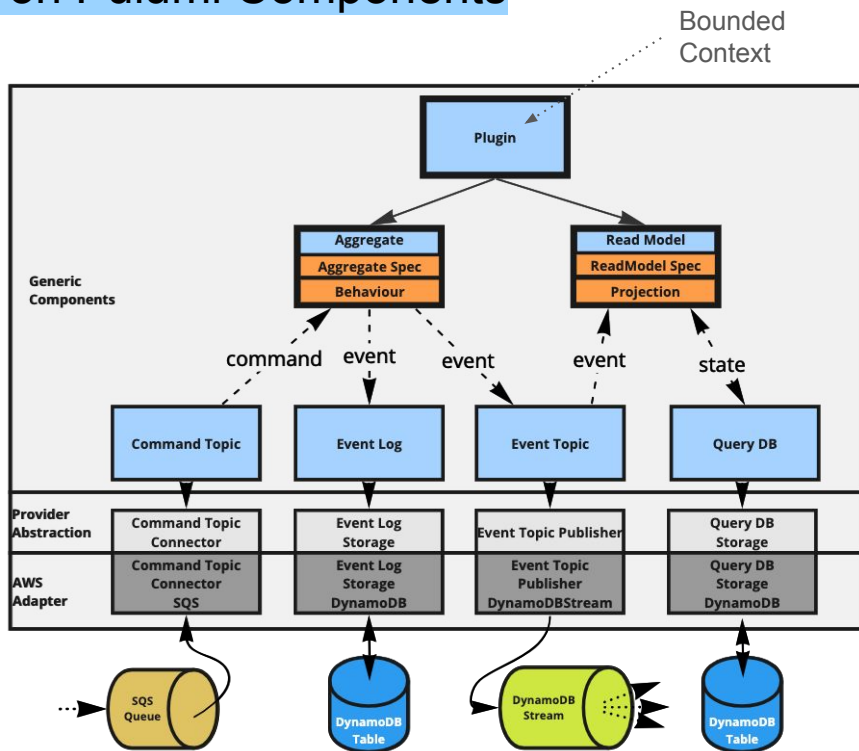 on Pulumi Components
Bounded
Context
Plugin
Aggregate
Aggregate Spec
Behaviour
Read Model
ReadModel Spec
Projection
Generic
Components
command
event
event
event
state
Command Topic
Event Log
Event Topic
Query DB
Provider
Abstraction
Command Topic
Connector
Event Log
Storage
Event Topic Publisher
Query DB
Storage
AWS
Adapter
Command Topic
Connector
SQS
Event Log
Storage
DynamoDB
Event Topic
Publisher
DynamoDBStream
Query DB
Storage
DynamoDB
SQS
Queue
DynamoDB
Table
DynamoDB
Stream
DynamoDB
Table